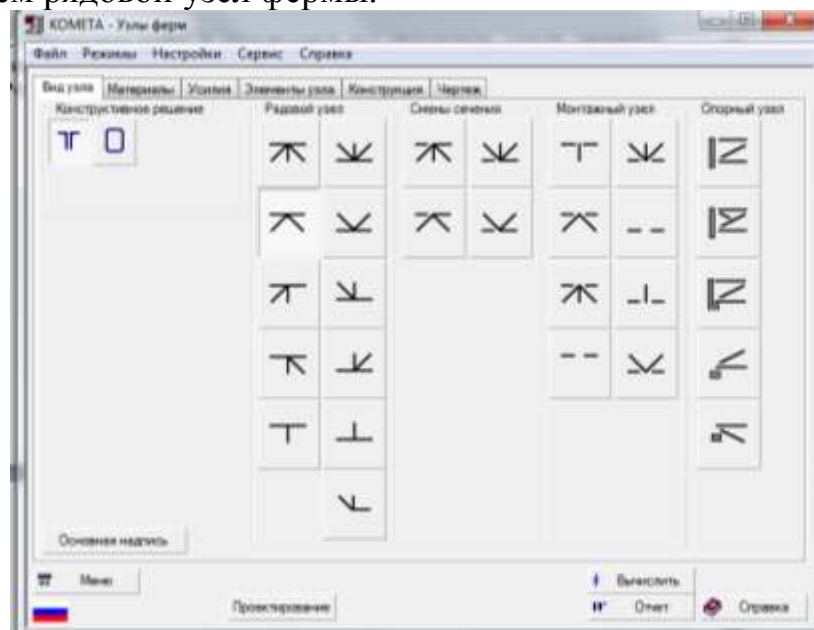 ем рядовой узел фермы.
КОМЕТА - Узлы ферм
Файл Режимы Настройки Сервис Справка
Вид узла Материалы Усилия Элементы узла Конструкция Чертеж
Конструктивное решение Рядовой узел Смены сечения Монтажный узел Опорный узел
Основная надпись
Меню Вычислить
Проектирование Отчет Справка